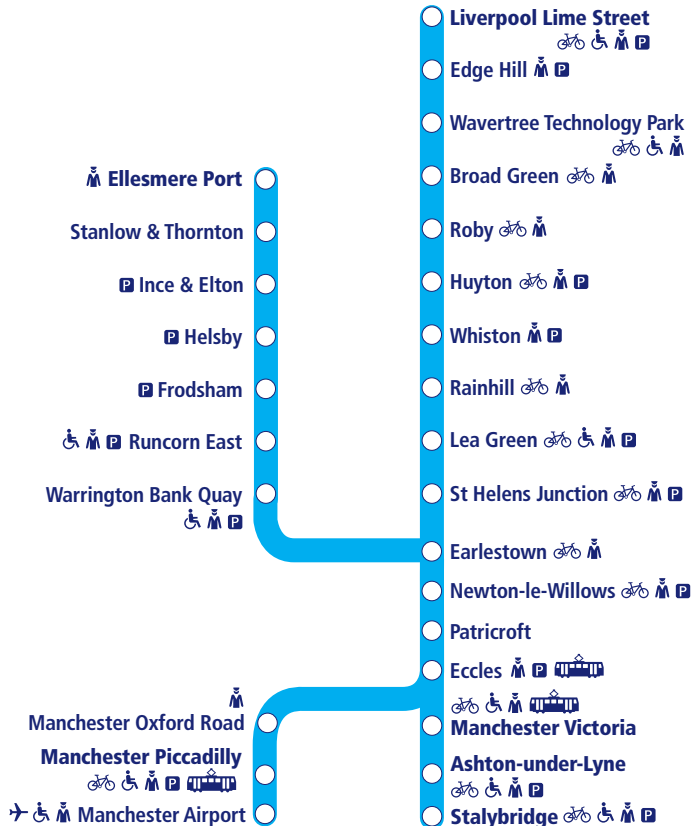 Liverpool Lime Street
P
Edge Hill P
Wavertree Technology Park
Broad Green
Roby
Huyton P
Whiston P
Rainhill
Lea Green P
St Helens Junction P
Earlestown
Newton-le-Willows P
Patricroft
Eccles P
Manchester Victoria
Ashton-under-Lyne
P
Stalybridge P
Ellesmere Port
Stanlow & Thornton
P Ince & Elton
P Helsby
P Frodsham
P Runcorn East
Warrington Bank Quay
P
Manchester Oxford Road
Manchester Piccadilly
P
Manchester Airport